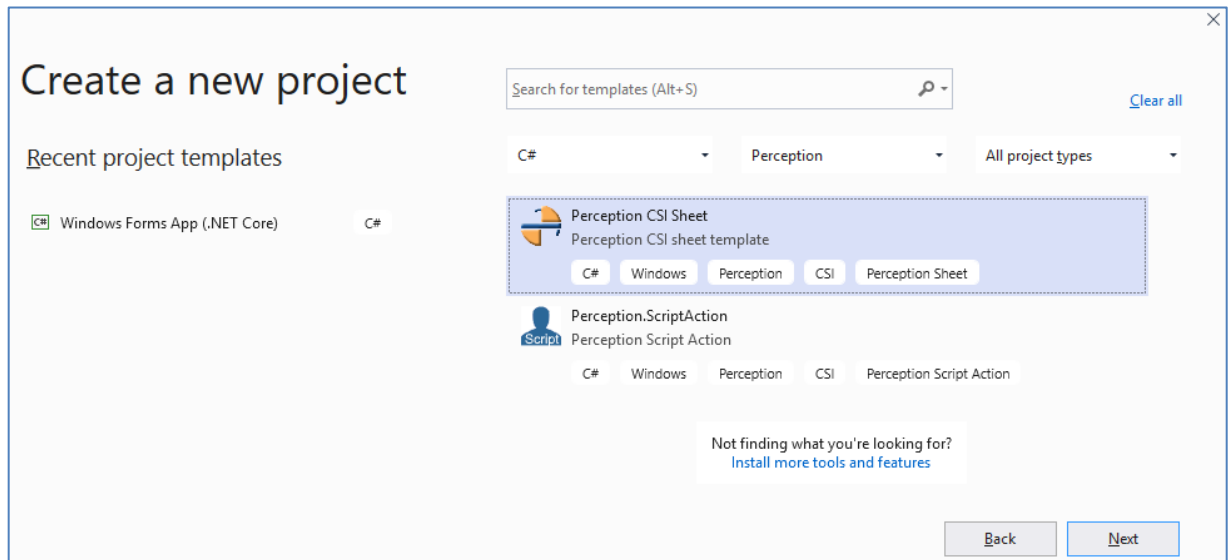 Create a new project
Search for templates (Alt+S)
Clear all
Recent project templates
C#
Perception
All project types
C# Windows Forms App (.NET Core) C#
Perception CSI Sheet
Perception CSI sheet template
C# Windows Perception CSI Perception Sheet
Script
Perception.ScriptAction
Perception Script Action
C# Windows Perception CSI Perception Script Action
Not finding what you're looking for?
Install more tools and features
Back
Next